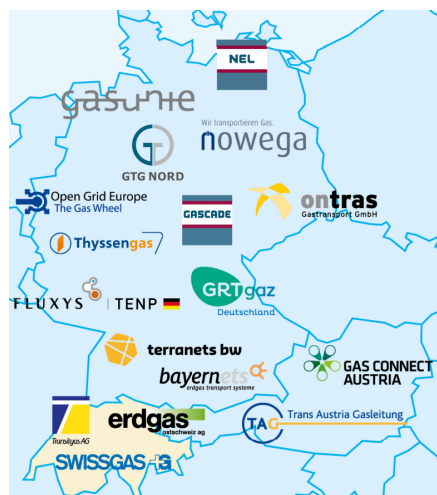 NEL
gasunie
Wir transportieren Gas.
nowega
GTG NORD
Open Grid Europe
The Gas Wheel
GASCADE
ontras
Gastransport GmbH
Thyssengas
FLUXYS | TENP
GRTgaz
Deutschland
terranets bw
bayernets
erdgas transport systeme
GAS CONNECT
AUSTRIA
Transitgas AG
erdgas
ostschweiz ag
TAG
Trans Austria Gasleitung
SWISSGAS